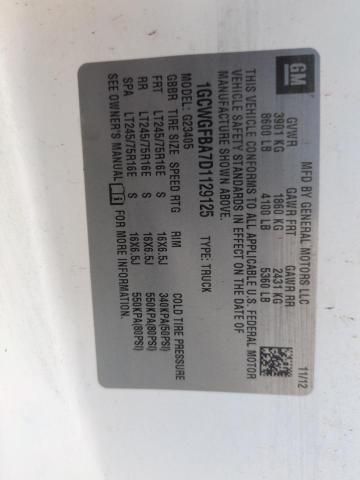 GM
MFD BY GENERAL MOTORS LLC 11/12
GVWR GAWR FRT GAWR RR
3901 KG 1860 KG 2431 KG
8600 LB 4100 LB 5360 LB
THIS VEHICLE CONFORMS TO ALL APPLICABLE U.S. FEDERAL MOTOR
VEHICLE SAFETY STANDARDS IN EFFECT ON THE DATE OF
MANUFACTURE SHOWN ABOVE.
1GCWGFBA7D1129125 TYPE: TRUCK
MODEL: G23405
GBBR TIRE SIZE SPEED RTG RIM COLD TIRE PRESSURE
FRT LT245/75R16E S 16X6.5J 340KPA(50PSI)
RR LT245/75R16E S 16X6.5J 550KPA(80PSI)
SPA LT245/75R16E S 16X6.5J 550KPA(80PSI)
SEE OWNER'S MANUAL FOR MORE INFORMATION.